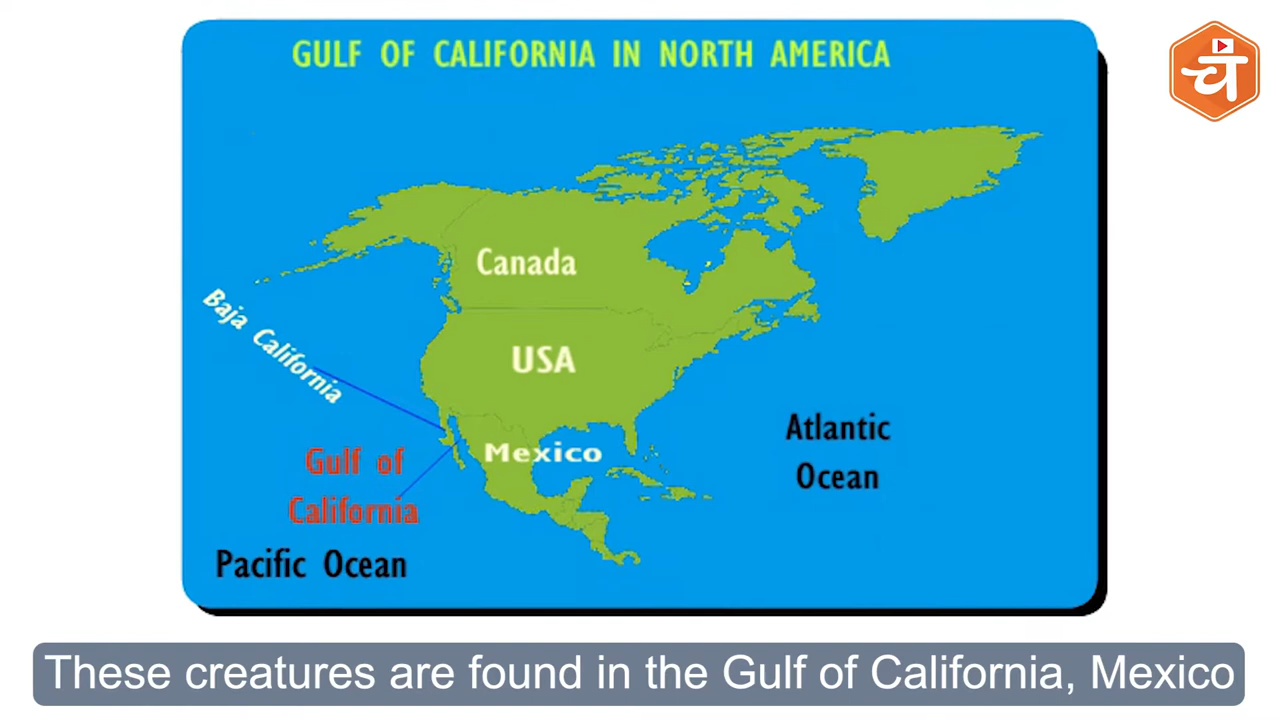 GULF OF CALIFORNIA IN NORTH AMERICA
चे
Canada
Baja California
USA
Mexico
Gulf of
California
Atlantic
Ocean
Pacific Ocean
These creatures are found in the Gulf of California, Mexico